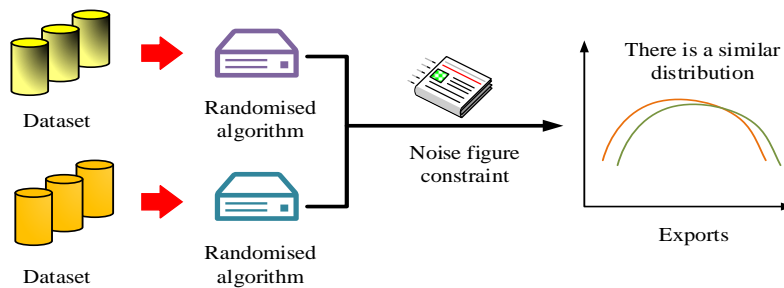 Dataset
Randomised
algorithm
Dataset
Randomised
algorithm
Noise figure
constraint
There is a similar
distribution
Exports